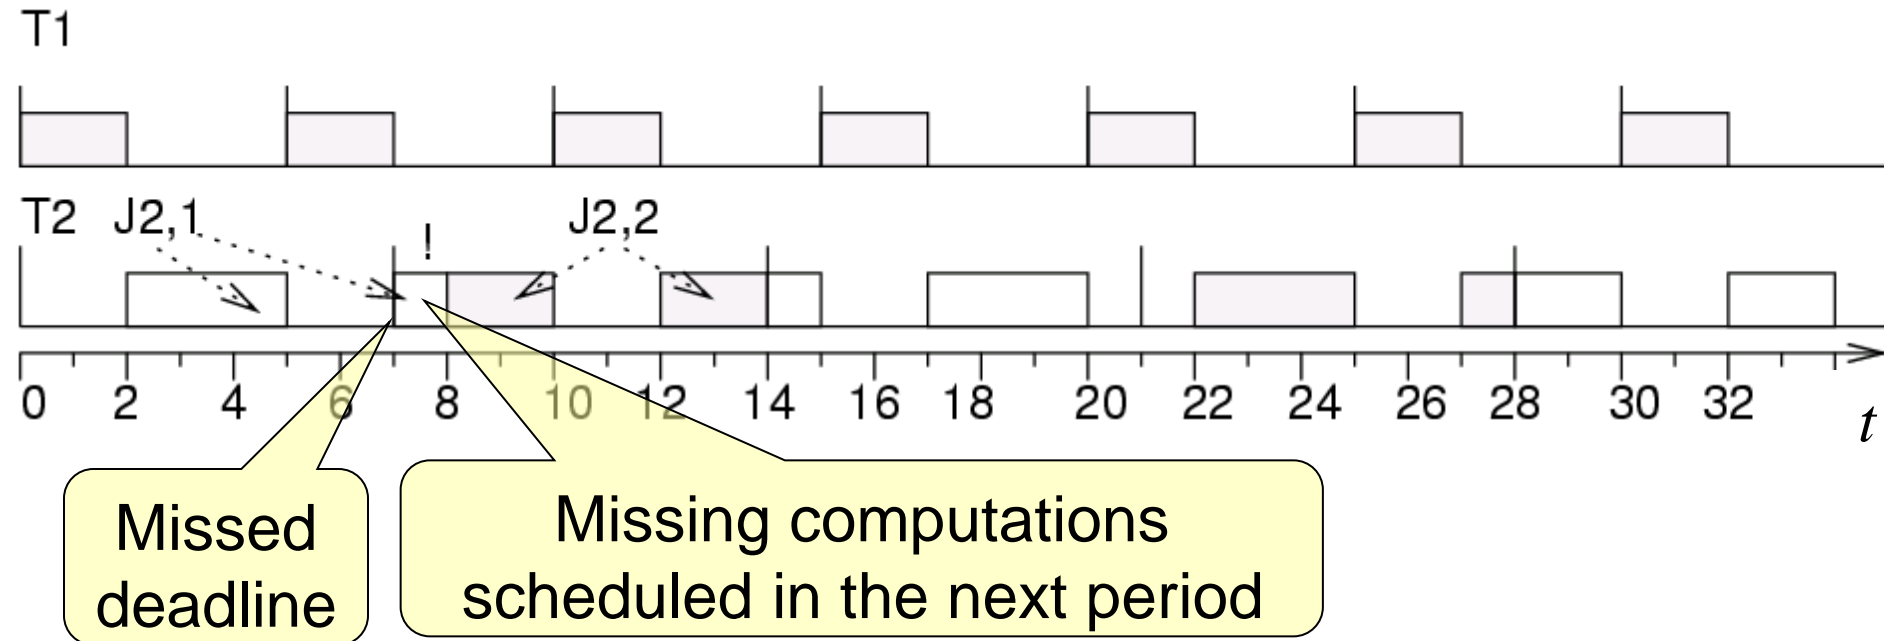 T1
T2 J2,1 ! J2,2
0 2 4 6 8 10 12 14 16 18 20 22 24 26 28 30 32
t
Missed
deadline
Missing computations
scheduled in the next period